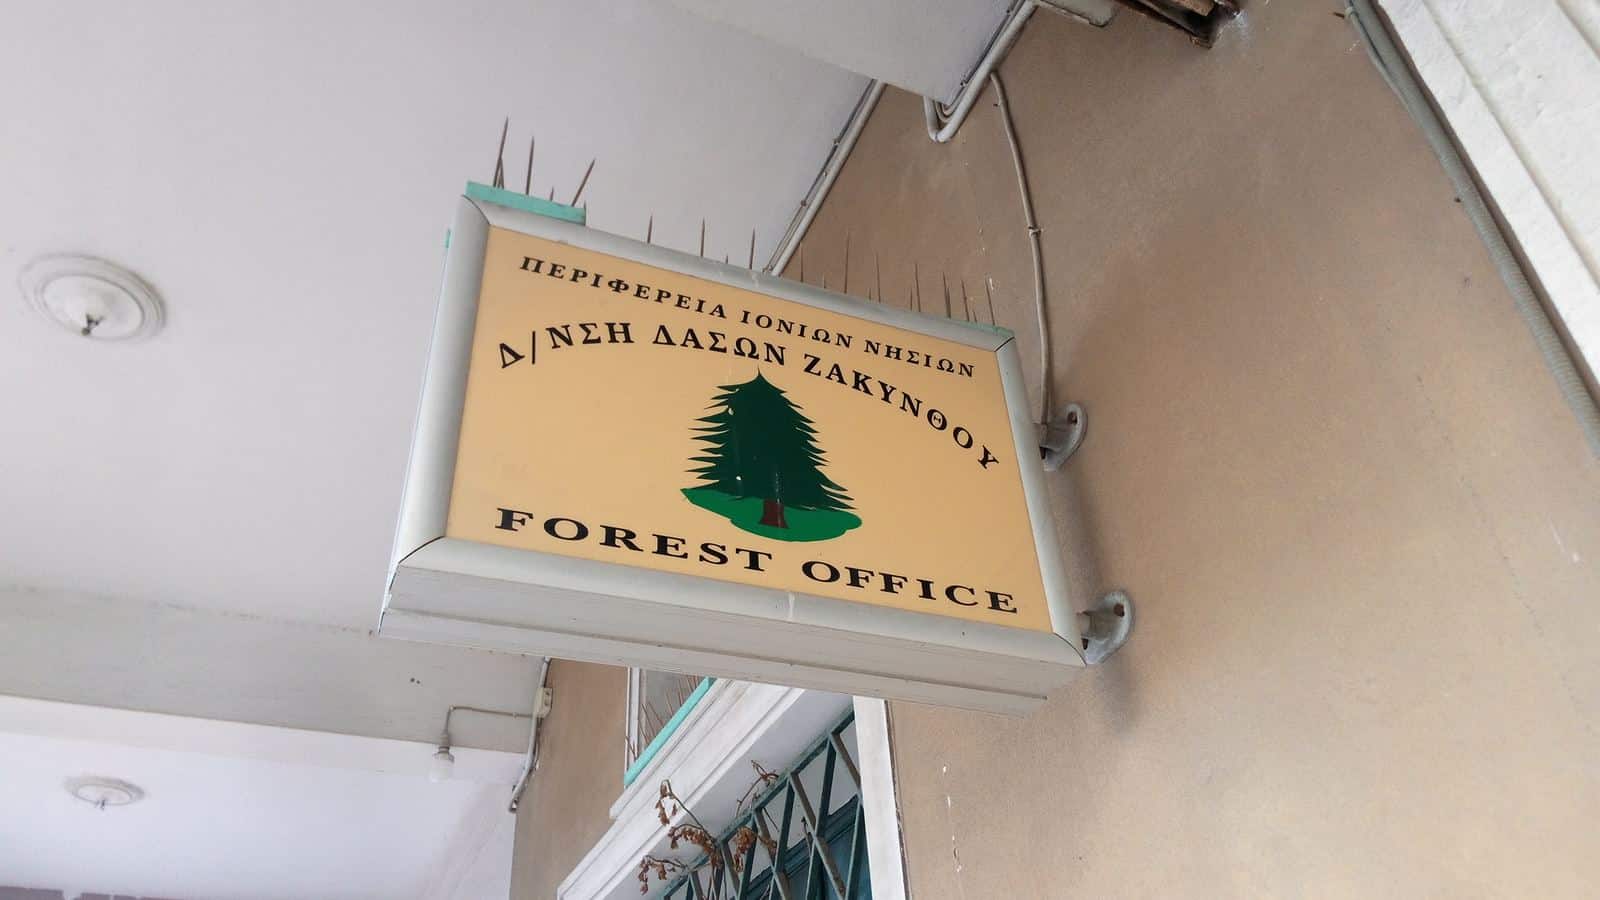 ΠΕΡΙΦΕΡΕΙΑ ΙΟΝΙΩΝ ΝΗΣΙΩΝ
Δ/ΝΣΗ ΔΑΣΩΝ ΖΑΚΥΝΘΟΥ
FOREST OFFICE